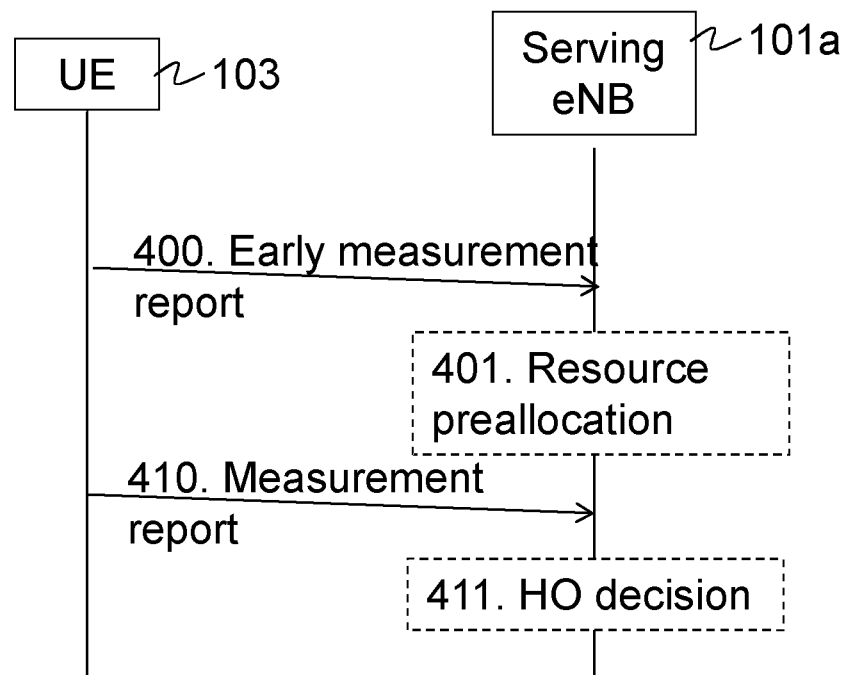 UE
103
Serving
eNB
101a
400. Early measurement
report
401. Resource
preallocation
410. Measurement
report
411. HO decision